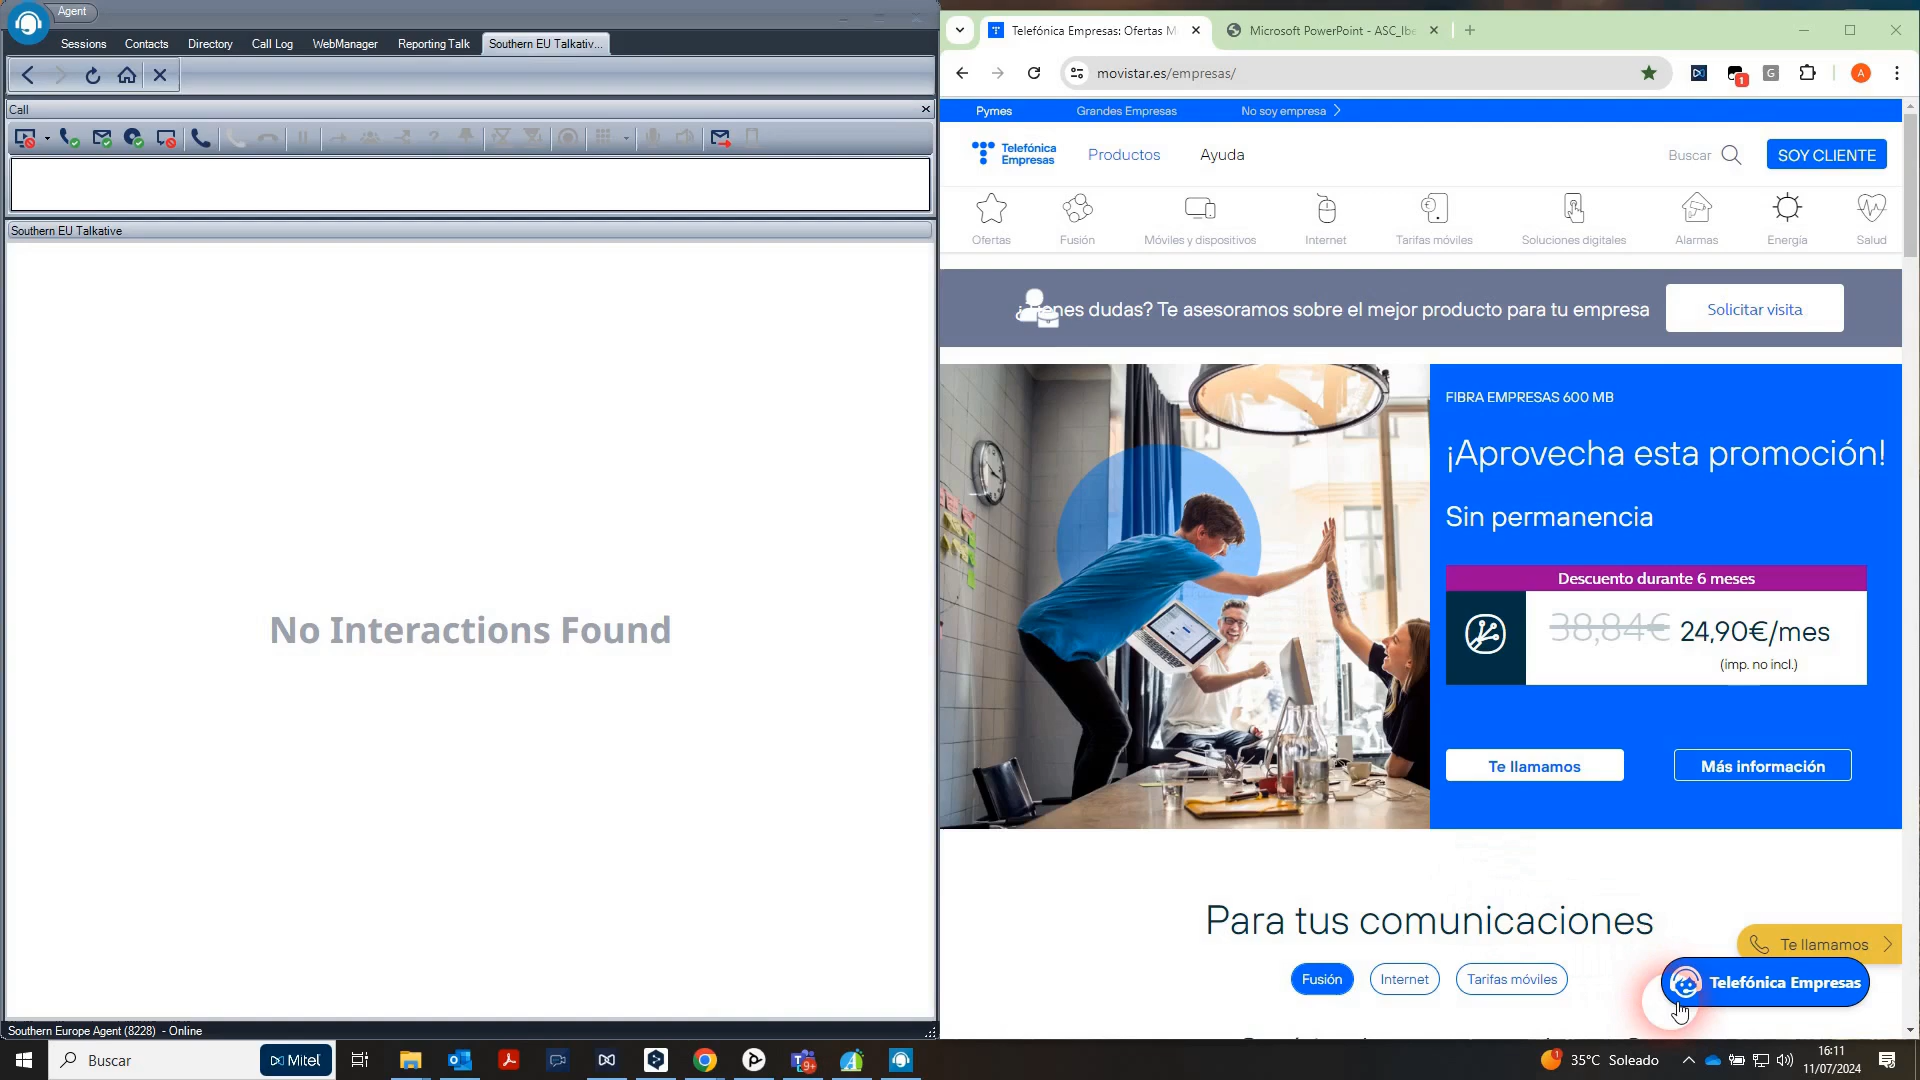 Agent
Sessions Contacts Directory Call Log WebManager Reporting Talk Southern EU Talkativ...
Call
Southern EU Talkative
No Interactions Found
Southern Europe Agent (8228) - Online
Telefónica Empresas: Ofertas M
movistar.es/empresas/
Microsoft PowerPoint - ASC_Ibe
1
G
A
Pymes Grandes Empresas No soy empresa
Telefónica
Empresas
Productos Ayuda Buscar SOY CLIENTE
Ofertas Fusión Móviles y dispositivos Internet Tarifas móviles Soluciones digitales Alarmas Energía Salud
enes dudas? Te asesoramos sobre el mejor producto para tu empresa
Solicitar visita
FIBRA EMPRESAS 600 MB
¡Aprovecha esta promoción!
Sin permanencia
Descuento durante 6 meses
38,84€ 24,90€/mes
(imp. no incl.)
Te llamamos Más información
Para tus comunicaciones
Fusión Internet Tarifas móviles
Te llamamos
Telefónica Empresas
Buscar
Mitel
9+
1
35°C Soleado
16:11
11/07/2024